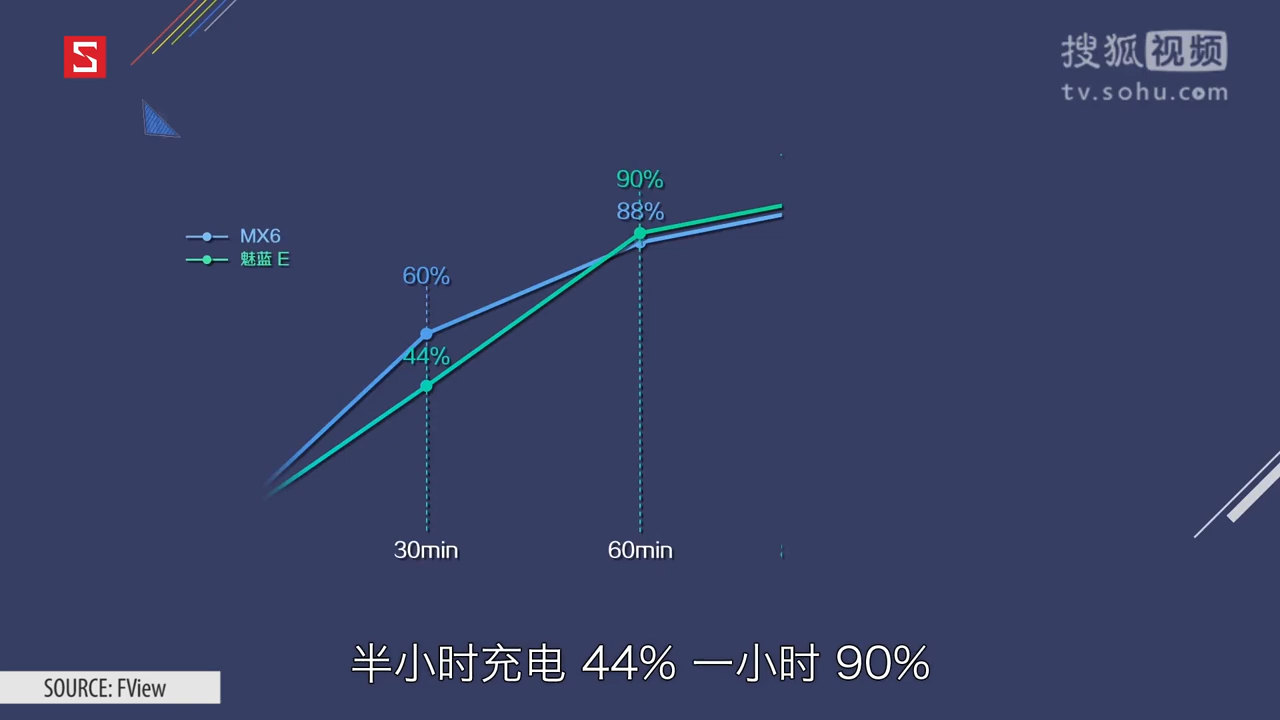 搜狐视频
tv.sohu.com
90%
88%
MX6
魅蓝 E
60%
44%
30min
60min
半小时充电 44% 一小时 90%
SOURCE: FView